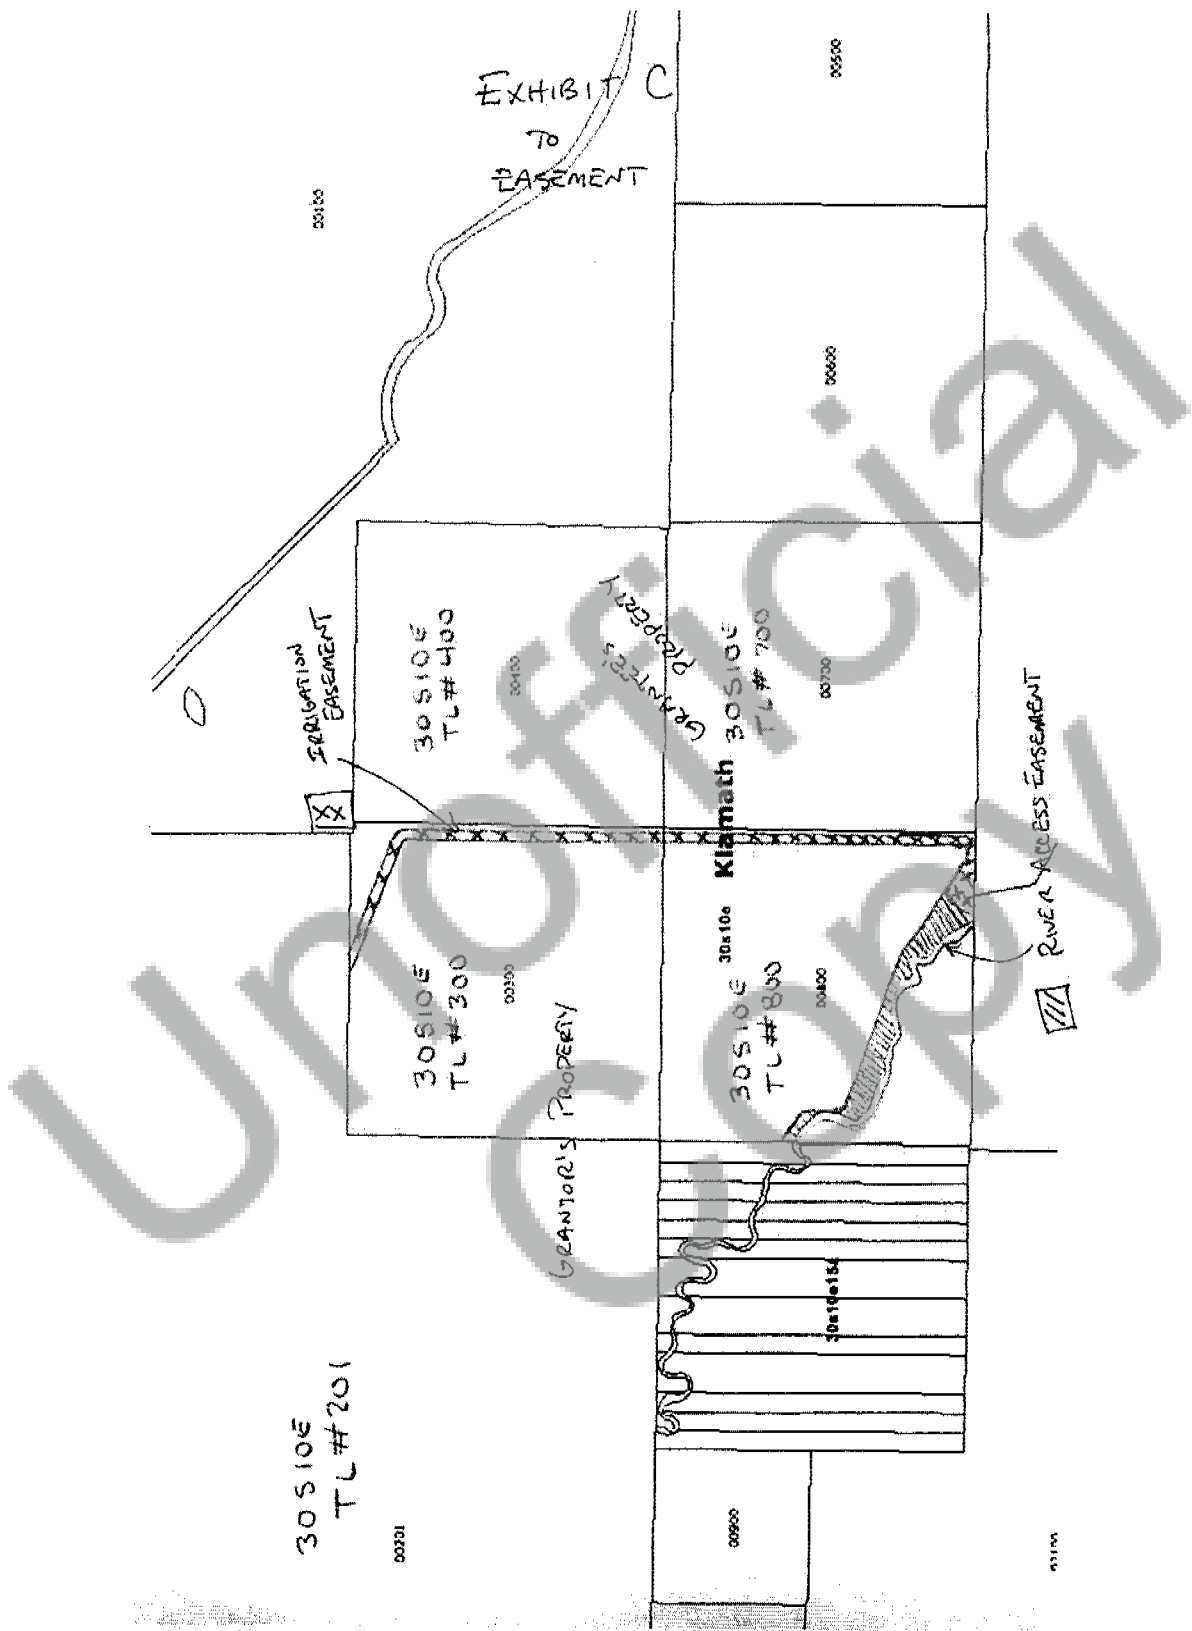 EXHIBIT C
TO
EASEMENT
00500
00100
00600
IRRIGATION
EASEMENT
XX
30S10E
TL# 400
00400
GRANTEE'S
PROPERTY
30S10E
TL# 700
00700
Klamath
30s10e
RIVER ACCESS EASEMENT
30S10E
TL# 300
00300
GRANTOR'S PROPERTY
30S10E
TL# 800
00800
30S10E
TL# 201
00201
00900
Unofficial
Copy